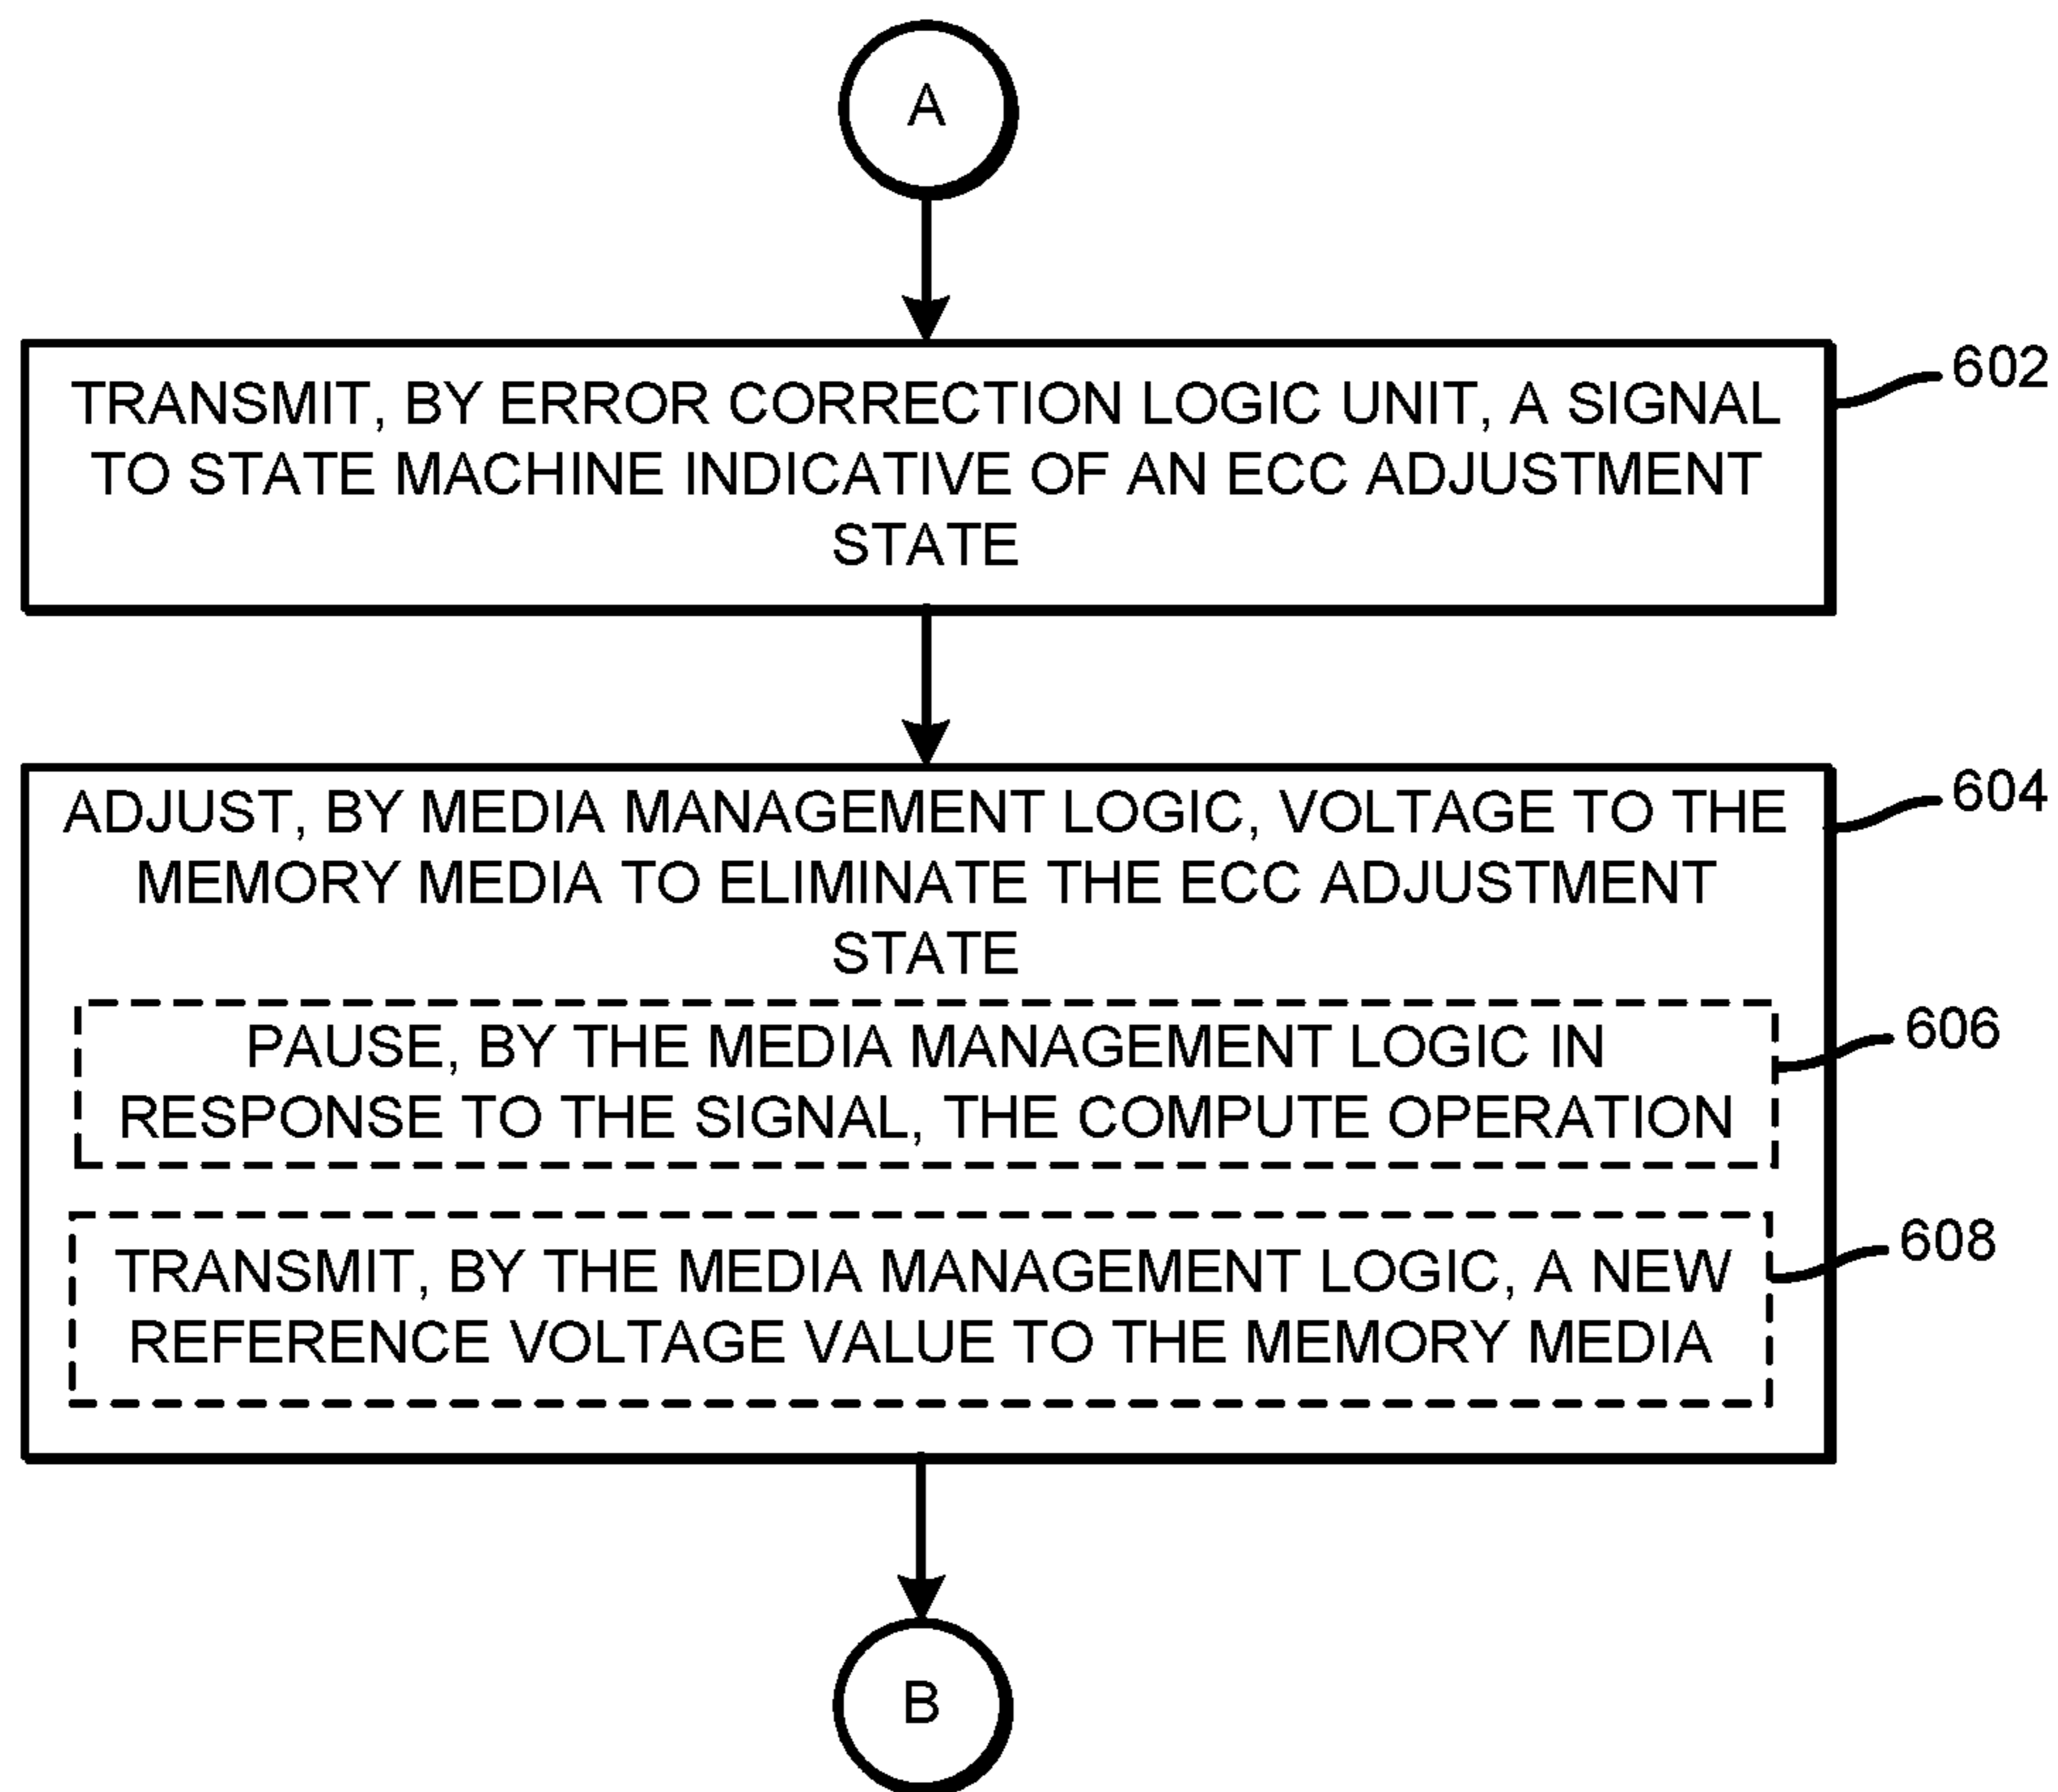 A
TRANSMIT, BY ERROR CORRECTION LOGIC UNIT, A SIGNAL
TO STATE MACHINE INDICATIVE OF AN ECC ADJUSTMENT
STATE
602
ADJUST, BY MEDIA MANAGEMENT LOGIC, VOLTAGE TO THE
MEMORY MEDIA TO ELIMINATE THE ECC ADJUSTMENT
STATE
604
PAUSE, BY THE MEDIA MANAGEMENT LOGIC IN
RESPONSE TO THE SIGNAL, THE COMPUTE OPERATION
606
TRANSMIT, BY THE MEDIA MANAGEMENT LOGIC, A NEW
REFERENCE VOLTAGE VALUE TO THE MEMORY MEDIA
608
B